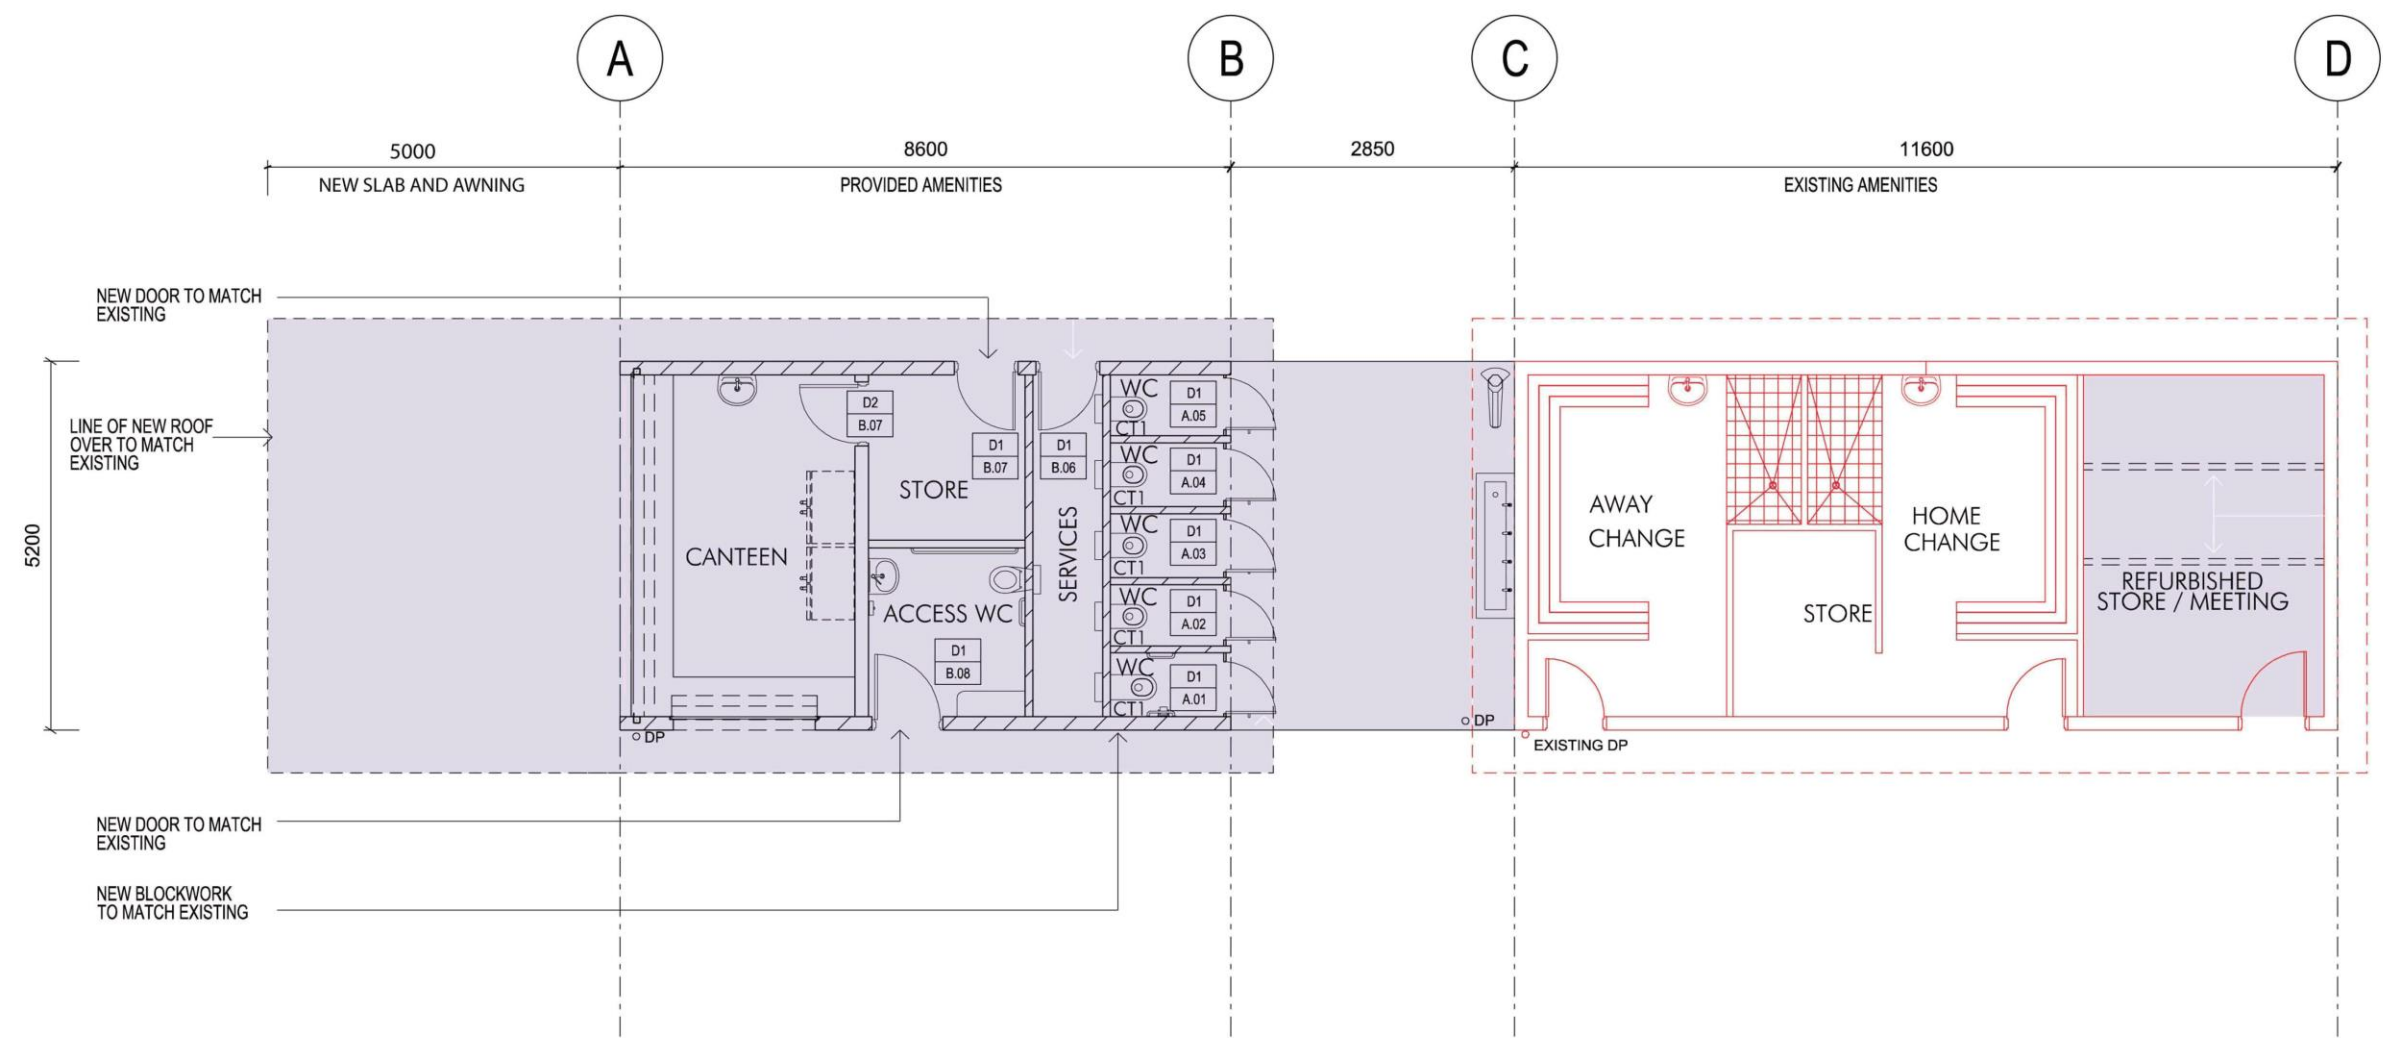 A
B
C
D
5000
8600
2850
11600
NEW SLAB AND AWNING
PROVIDED AMENITIES
EXISTING AMENITIES
NEW DOOR TO MATCH
EXISTING
LINE OF NEW ROOF
OVER TO MATCH
EXISTING
5200
CANTEEN
D2
B.07
STORE
D1
B.07
D1
B.06
SERVICES
ACCESS WC
D1
B.08
WC
CT1
D1
A.05
WC
CT1
D1
A.04
WC
CT1
D1
A.03
WC
CT1
D1
A.02
WC
CT1
D1
A.01
DP
DP
EXISTING DP
AWAY
CHANGE
STORE
HOME
CHANGE
REFURBISHED
STORE / MEETING
NEW DOOR TO MATCH
EXISTING
NEW BLOCKWORK
TO MATCH EXISTING